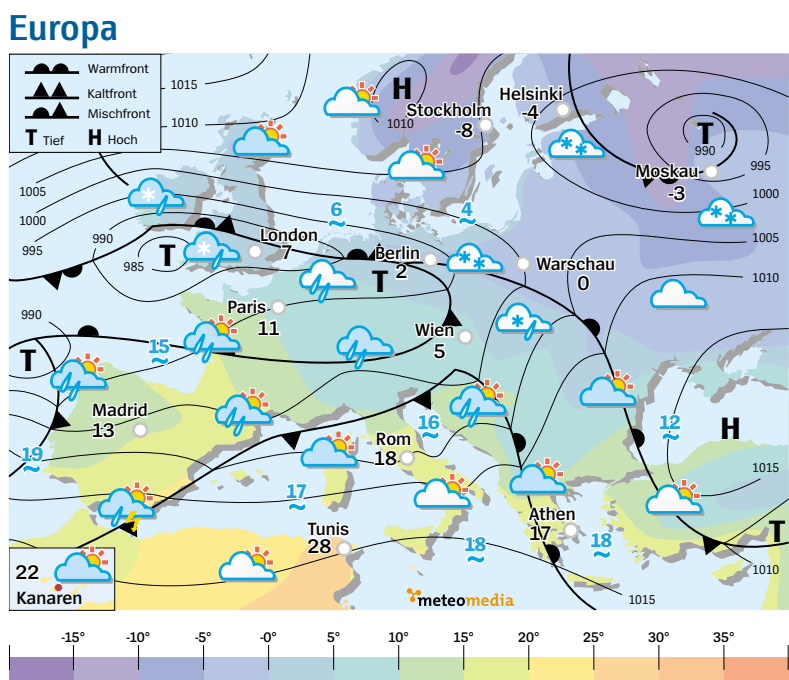 Europa
Warmfront
Kaltfront
Mischfront
T Tief H Hoch
1015
1010
1005
1000
995
990
985
990
H
1010
Stockholm
-8
Helsinki
-4
T
990
995
1000
1005
1010
Moskau
-3
6
4
London
7
T
Berlin
2
T
Warschau
0
Paris
11
Wien
5
15
T
Madrid
13
19
16
Rom
18
17
12
H
1015
Tunis
28
Athen
17
18
18
T
1010
1015
22
Kanaren
meteomedia
-15° -10° -5° -0° 5° 10° 15° 20° 25° 30° 35°